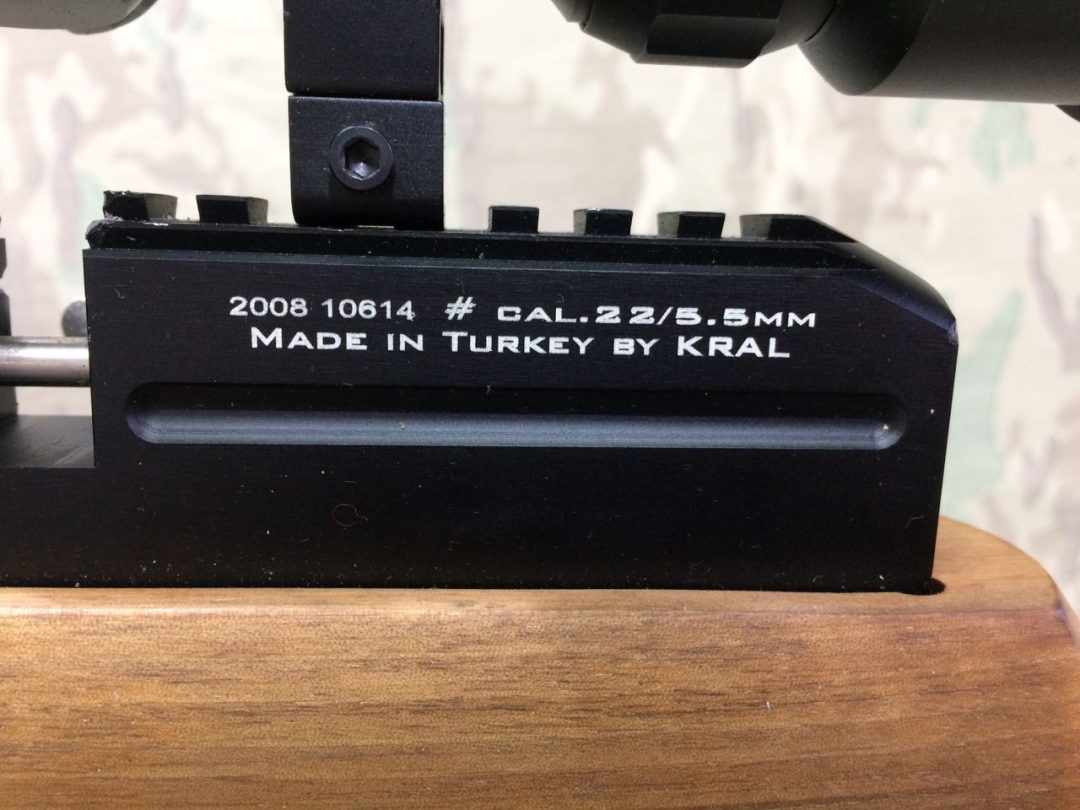 2008 10614 # CAL.22/5.5MM
MADE IN TURKEY BY KRAL